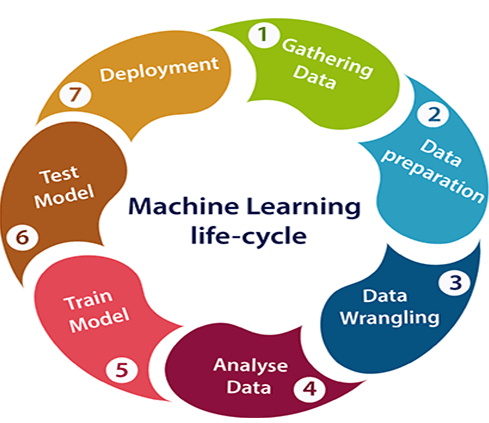 1
Gathering
Data
2
Data
preparation
3
Data
Wrangling
Analyse
Data
4
Train
Model
5
Test
Model
6
Deployment
7
Machine Learning
life-cycle